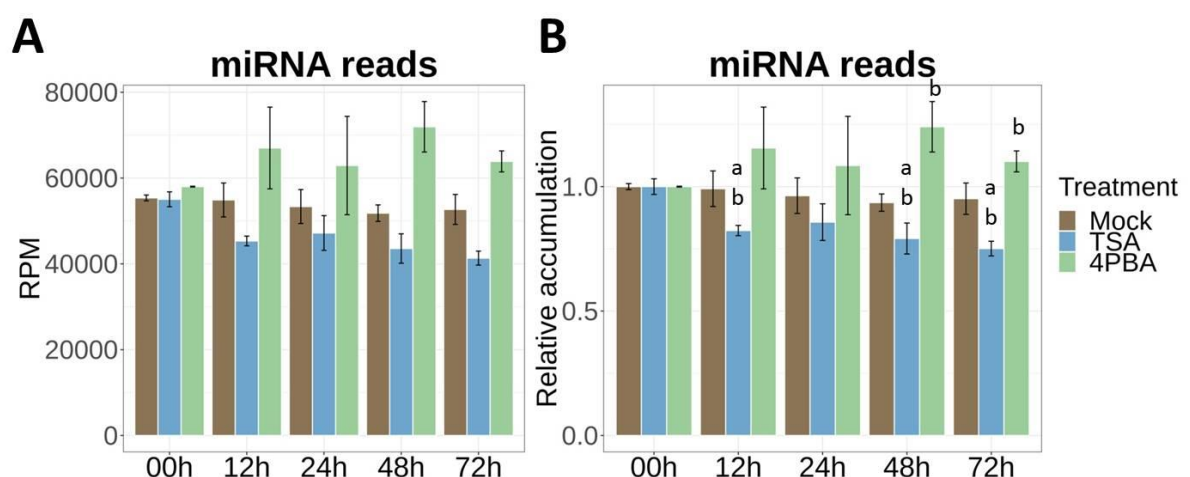 A
miRNA reads
RPM
80000
60000
40000
20000
0
00h 12h 24h 48h 72h
B
miRNA reads
Relative accumulation
1.0
0.5
0.0
a
b
a
b
b
a
b
b
00h 12h 24h 48h 72h
Treatment
Mock
TSA
4PBA